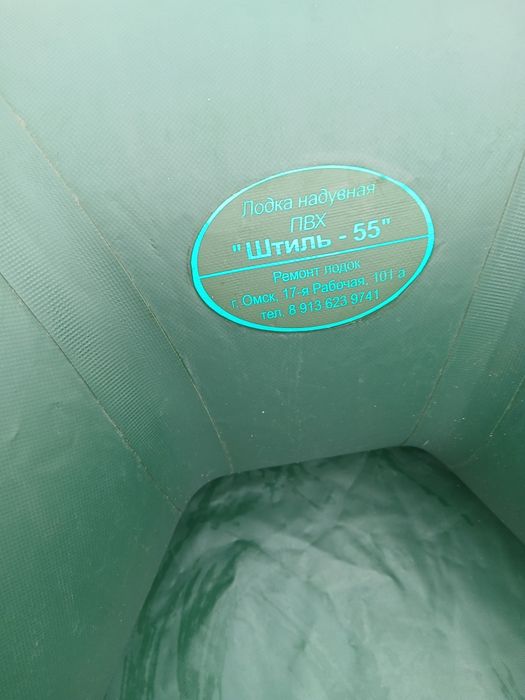 Лодка надувная
ПВХ
"Штиль - 55"
Ремонт лодок
г. Омск, 17-я Рабочая, 101 а
тел. 8 913 623 9741